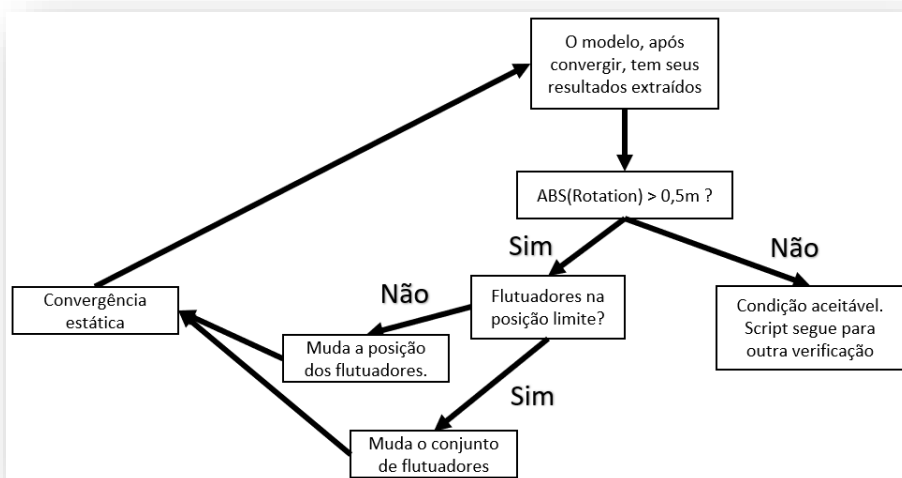 O modelo, após
convergir, tem seus
resultados extraídos
ABS(Rotation) > 0,5m ?
Sim
Não
Flutuadores na
posição limite?
Condição aceitável.
Script segue para
outra verificação
Não
Convergência
estática
Muda a posição
dos flutuadores.
Sim
Muda o conjunto
de flutuadores